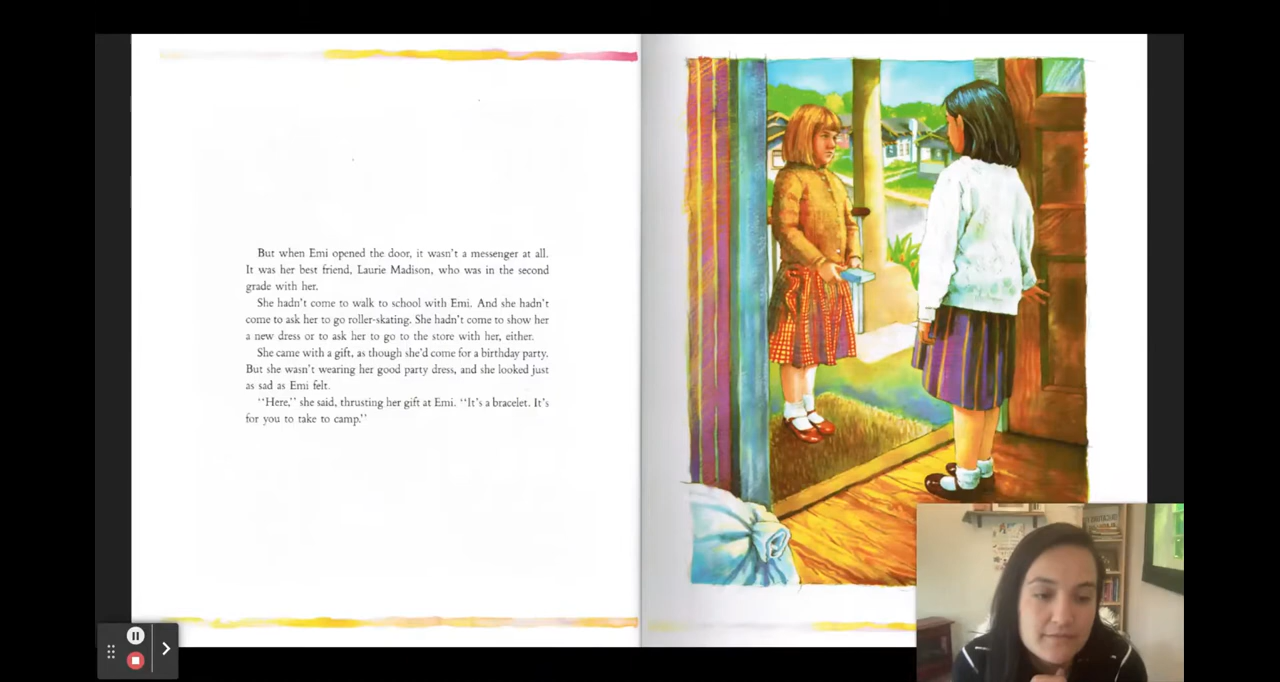 But when Emi opened the door, it wasn't a messenger at all.
It was her best friend, Laurie Madison, who was in the second
grade with her.
She hadn't come to walk to school with Emi. And she hadn't
come to ask her to go roller-skating. She hadn't come to show her
a new dress or to ask her to go to the store with her, either.
She came with a gift, as though she'd come for a birthday party.
But she wasn't wearing her good party dress, and she looked just
as sad as Emi felt.
"Here," she said, thrusting her gift at Emi. "It's a bracelet. It's
for you to take to camp."